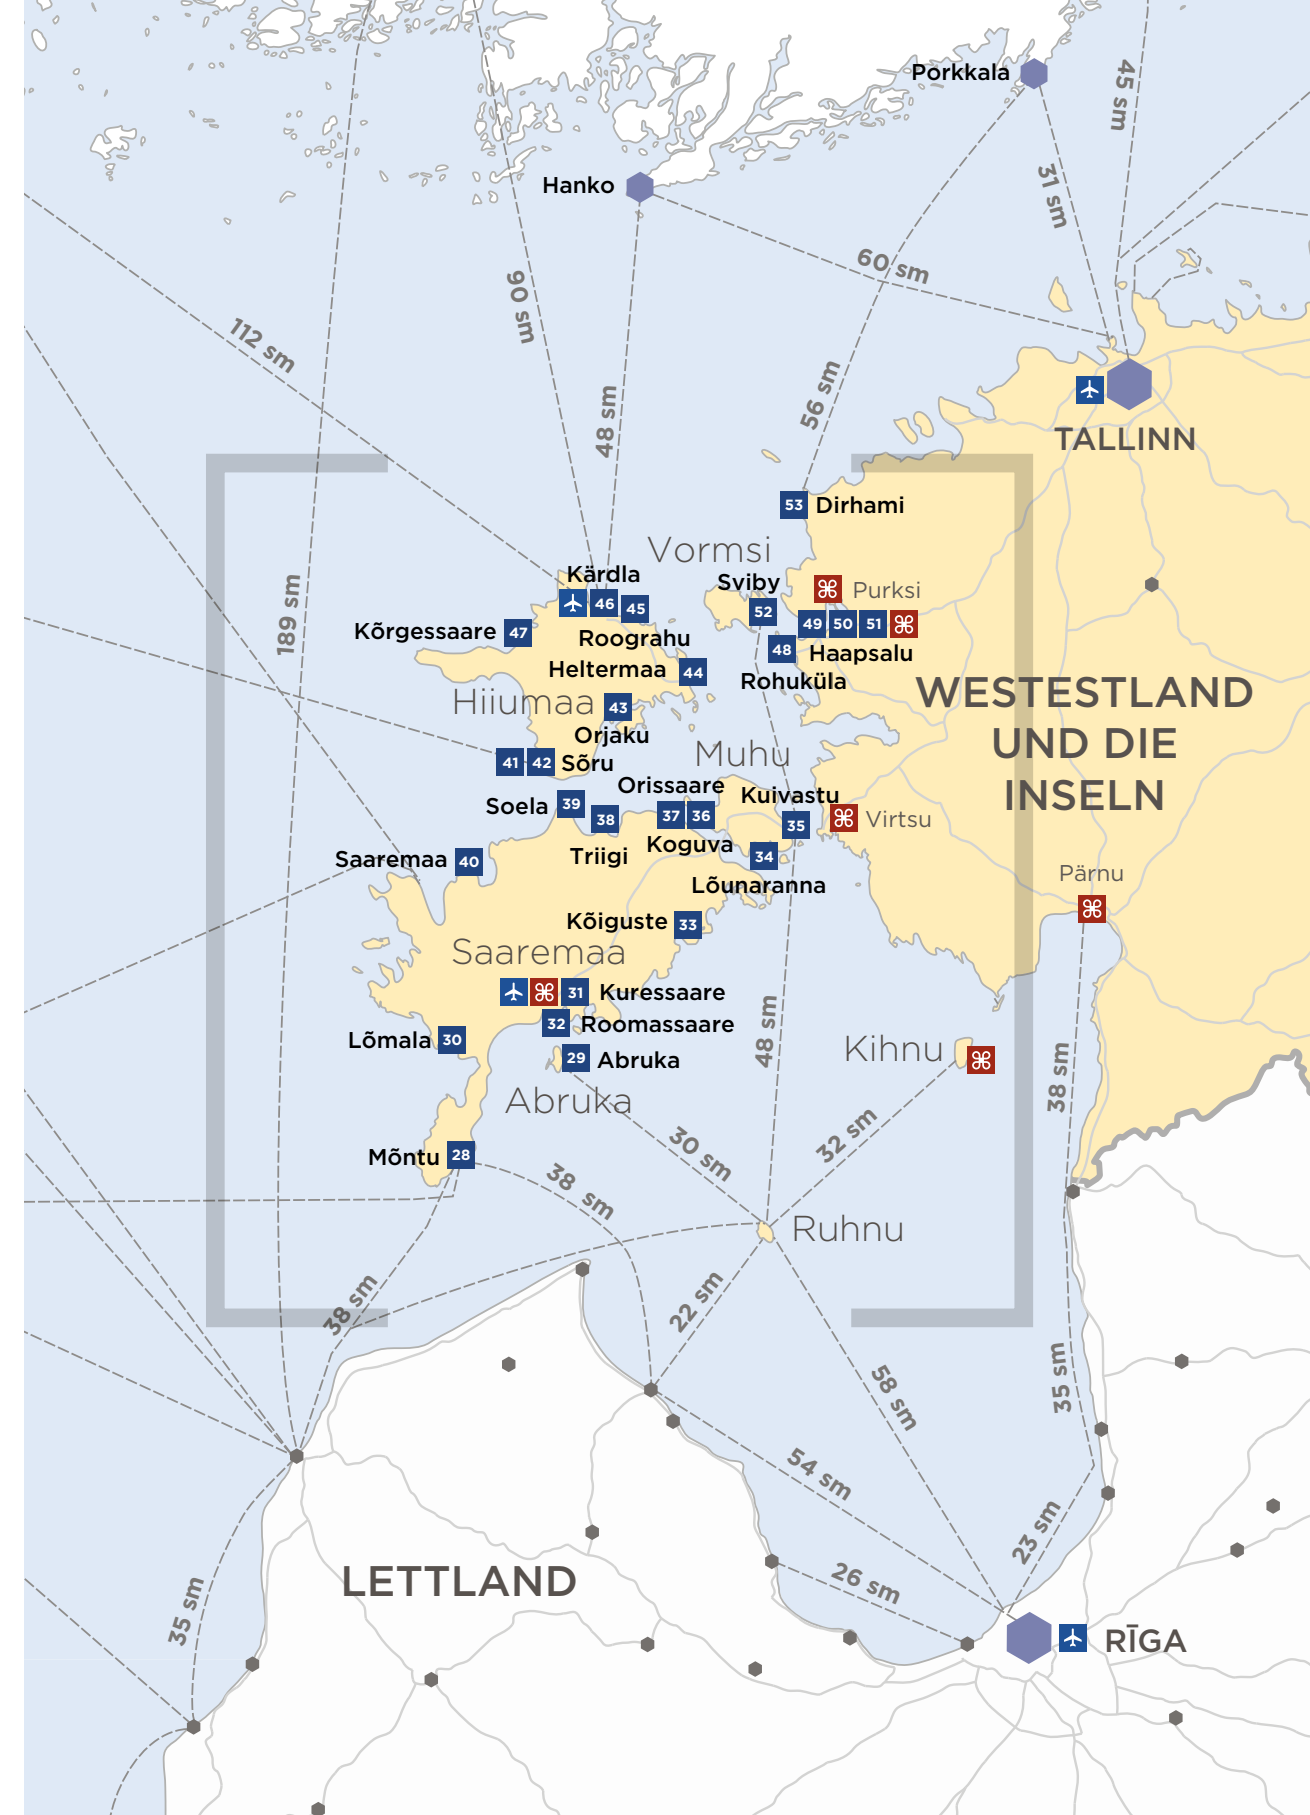 Porkkala
45 sm
Hanko
31 sm
60 sm
90 sm
112 sm
56 sm
48 sm
TALLINN
53 Dirhami
Vormsi
Kärdla
Sviby
189 sm
46
45
52
Purksi
Kõrgessaare 47
49 50 51
Roograhu
48
Haapsalu
Heltermaa 44
Rohuküla
Hiiumaa 43
WESTESTLAND
UND DIE
INSELN
Orjaku
Muhu
41 42 Sõru
Orissaare
Kuivastu
Soela 39
38
37 36
35
Virtsu
Triigi
Koguva
34
Saaremaa 40
Lõunaranna
Pärnu
Kõiguste 33
Saaremaa
31 Kuressaare
32 Roomassaare
48 sm
Lõmala 30
29 Abruka
Kihnu
38 sm
Abruka
30 sm
32 sm
Mõntu 28
38 sm
Ruhnu
38 sm
22 sm
58 sm
35 sm
54 sm
23 sm
LETTLAND
26 sm
35 sm
RĪGA